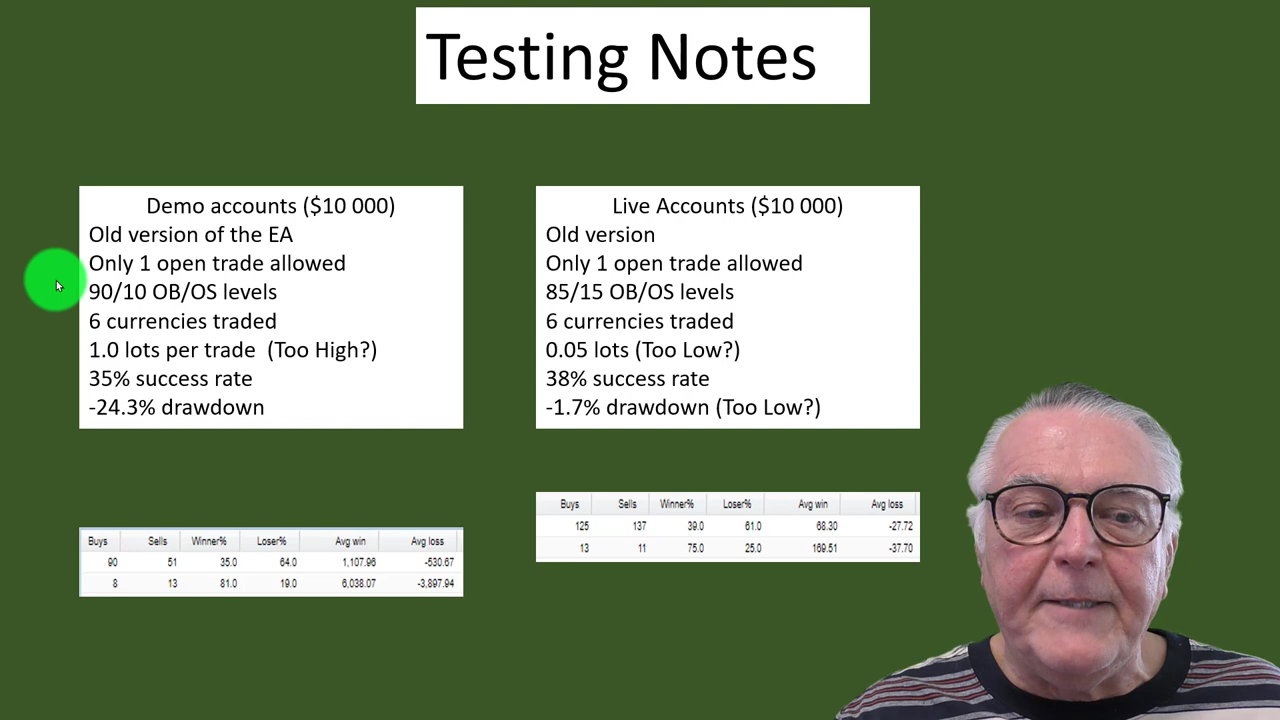 Testing Notes
Demo accounts ($10 000)
Old version of the EA
Only 1 open trade allowed
90/10 OB/OS levels
6 currencies traded
1.0 lots per trade (Too High?)
35% success rate
-24.3% drawdown
Live Accounts ($10 000)
Old version
Only 1 open trade allowed
85/15 OB/OS levels
6 currencies traded
0.05 lots (Too Low?)
38% success rate
-1.7% drawdown (Too Low?)
Buys Sells Winner% Loser% Avg win Avg loss
125 137 39.0 61.0 68.30 -27.72
13 11 75.0 25.0 169.51 -37.70
Buys Sells Winner% Loser% Avg win Avg loss
90 51 35.0 64.0 1,107.96 -530.67
8 13 81.0 19.0 6,038.07 -3,897.94